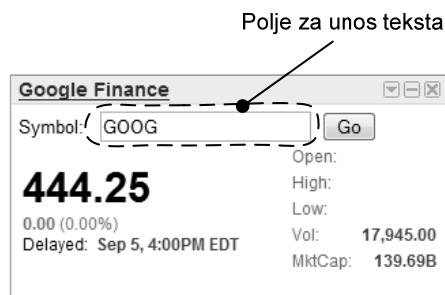 Polje za unos teksta
Google Finance
Symbol: GOOG Go
444.25
0.00 (0.00%)
Delayed: Sep 5, 4:00PM EDT
Open:
High:
Low:
Vol: 17,945.00
MktCap: 139.69B